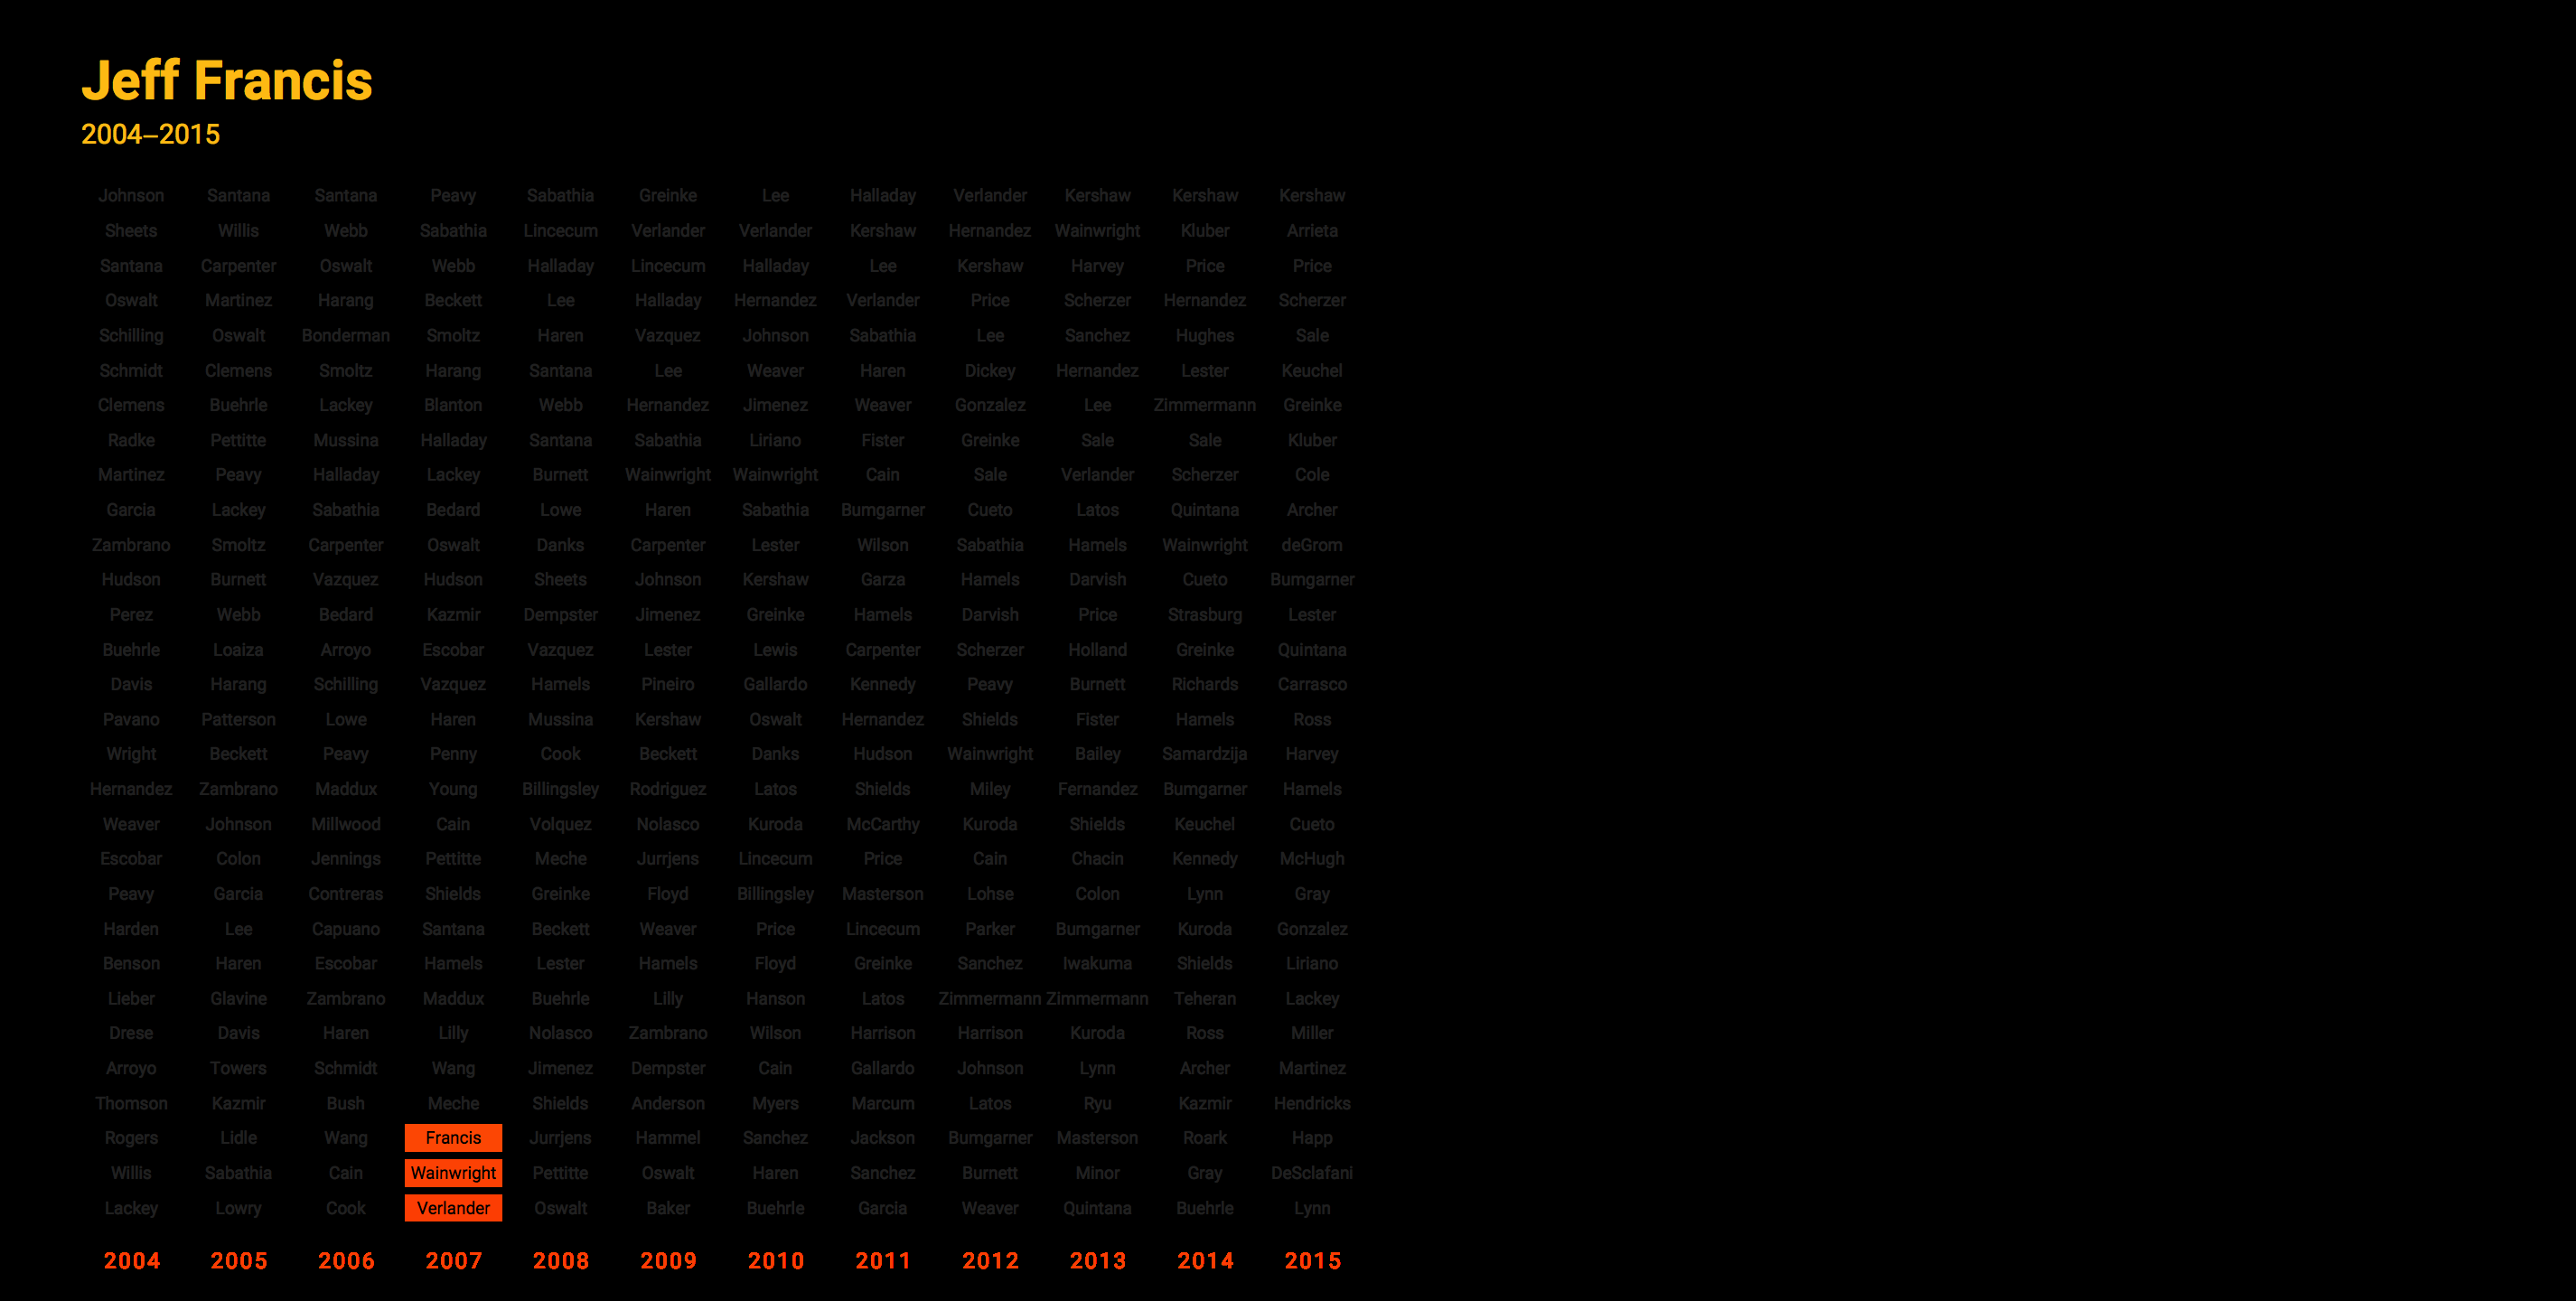 Jeff Francis
2004–2015
Johnson Santana Santana Peavy Sabathia Greinke Lee Halladay Verlander Kershaw Kershaw Kershaw
Sheets Willis Webb Sabathia Lincecum Verlander Verlander Kershaw Hernandez Wainwright Kluber Arrieta
Santana Carpenter Oswalt Webb Halladay Lincecum Halladay Lee Kershaw Harvey Price Price
Oswalt Martinez Harang Beckett Lee Halladay Hernandez Verlander Price Scherzer Hernandez Scherzer
Schilling Oswalt Bonderman Smoltz Haren Vazquez Johnson Sabathia Lee Sanchez Hughes Sale
Schmidt Clemens Smoltz Harang Santana Lee Weaver Haren Dickey Hernandez Lester Keuchel
Clemens Buehrle Lackey Blanton Webb Hernandez Jimenez Weaver Gonzalez Lee Zimmermann Greinke
Radke Pettitte Mussina Halladay Santana Sabathia Liriano Fister Greinke Sale Sale Kluber
Martinez Peavy Halladay Lackey Burnett Wainwright Wainwright Cain Sale Verlander Scherzer Cole
Garcia Lackey Sabathia Bedard Lowe Haren Sabathia Bumgarner Cueto Latos Quintana Archer
Zambrano Smoltz Carpenter Oswalt Danks Carpenter Lester Wilson Sabathia Hamels Wainwright deGrom
Hudson Burnett Vazquez Hudson Sheets Johnson Kershaw Garza Hamels Darvish Cueto Bumgarner
Perez Webb Bedard Kazmir Dempster Jimenez Greinke Hamels Darvish Price Strasburg Lester
Buehrle Loaiza Arroyo Escobar Vazquez Lester Lewis Carpenter Scherzer Holland Greinke Quintana
Davis Harang Schilling Vazquez Hamels Pineiro Gallardo Kennedy Peavy Burnett Richards Carrasco
Pavano Patterson Lowe Haren Mussina Kershaw Oswalt Hernandez Shields Fister Hamels Ross
Wright Beckett Peavy Penny Cook Beckett Danks Hudson Wainwright Bailey Samardzija Harvey
Hernandez Zambrano Maddux Young Billingsley Rodriguez Latos Shields Miley Fernandez Bumgarner Hamels
Weaver Johnson Millwood Cain Volquez Nolasco Kuroda McCarthy Kuroda Shields Keuchel Cueto
Escobar Colon Jennings Pettitte Meche Jurrjens Lincecum Price Cain Chacin Kennedy McHugh
Peavy Garcia Contreras Shields Greinke Floyd Billingsley Masterson Lohse Colon Lynn Gray
Harden Lee Capuano Santana Beckett Weaver Price Lincecum Parker Bumgarner Kuroda Gonzalez
Benson Haren Escobar Hamels Lester Hamels Floyd Greinke Sanchez Iwakuma Shields Liriano
Lieber Glavine Zambrano Maddux Buehrle Lilly Hanson Latos Zimmermann Zimmermann Teheran Lackey
Drese Davis Haren Lilly Nolasco Zambrano Wilson Harrison Harrison Kuroda Ross Miller
Arroyo Towers Schmidt Wang Jimenez Dempster Cain Gallardo Johnson Lynn Archer Martinez
Thomson Kazmir Bush Meche Shields Anderson Myers Marcum Latos Ryu Kazmir Hendricks
Rogers Lidle Wang Francis Jurrjens Hammel Sanchez Jackson Bumgarner Masterson Roark Happ
Willis Sabathia Cain Wainwright Pettitte Oswalt Haren Sanchez Burnett Minor Gray DeSclafani
Lackey Lowry Cook Verlander Oswalt Baker Buehrle Garcia Weaver Quintana Buehrle Lynn
2004 2005 2006 2007 2008 2009 2010 2011 2012 2013 2014 2015